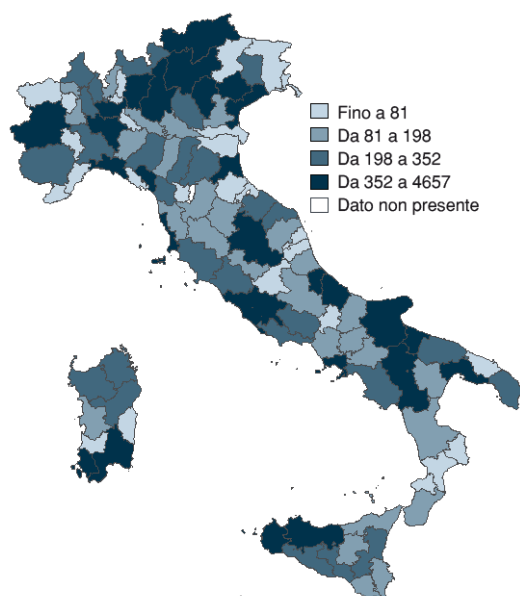 Fino a 81
Da 81 a 198
Da 198 a 352
Da 352 a 4657
Dato non presente